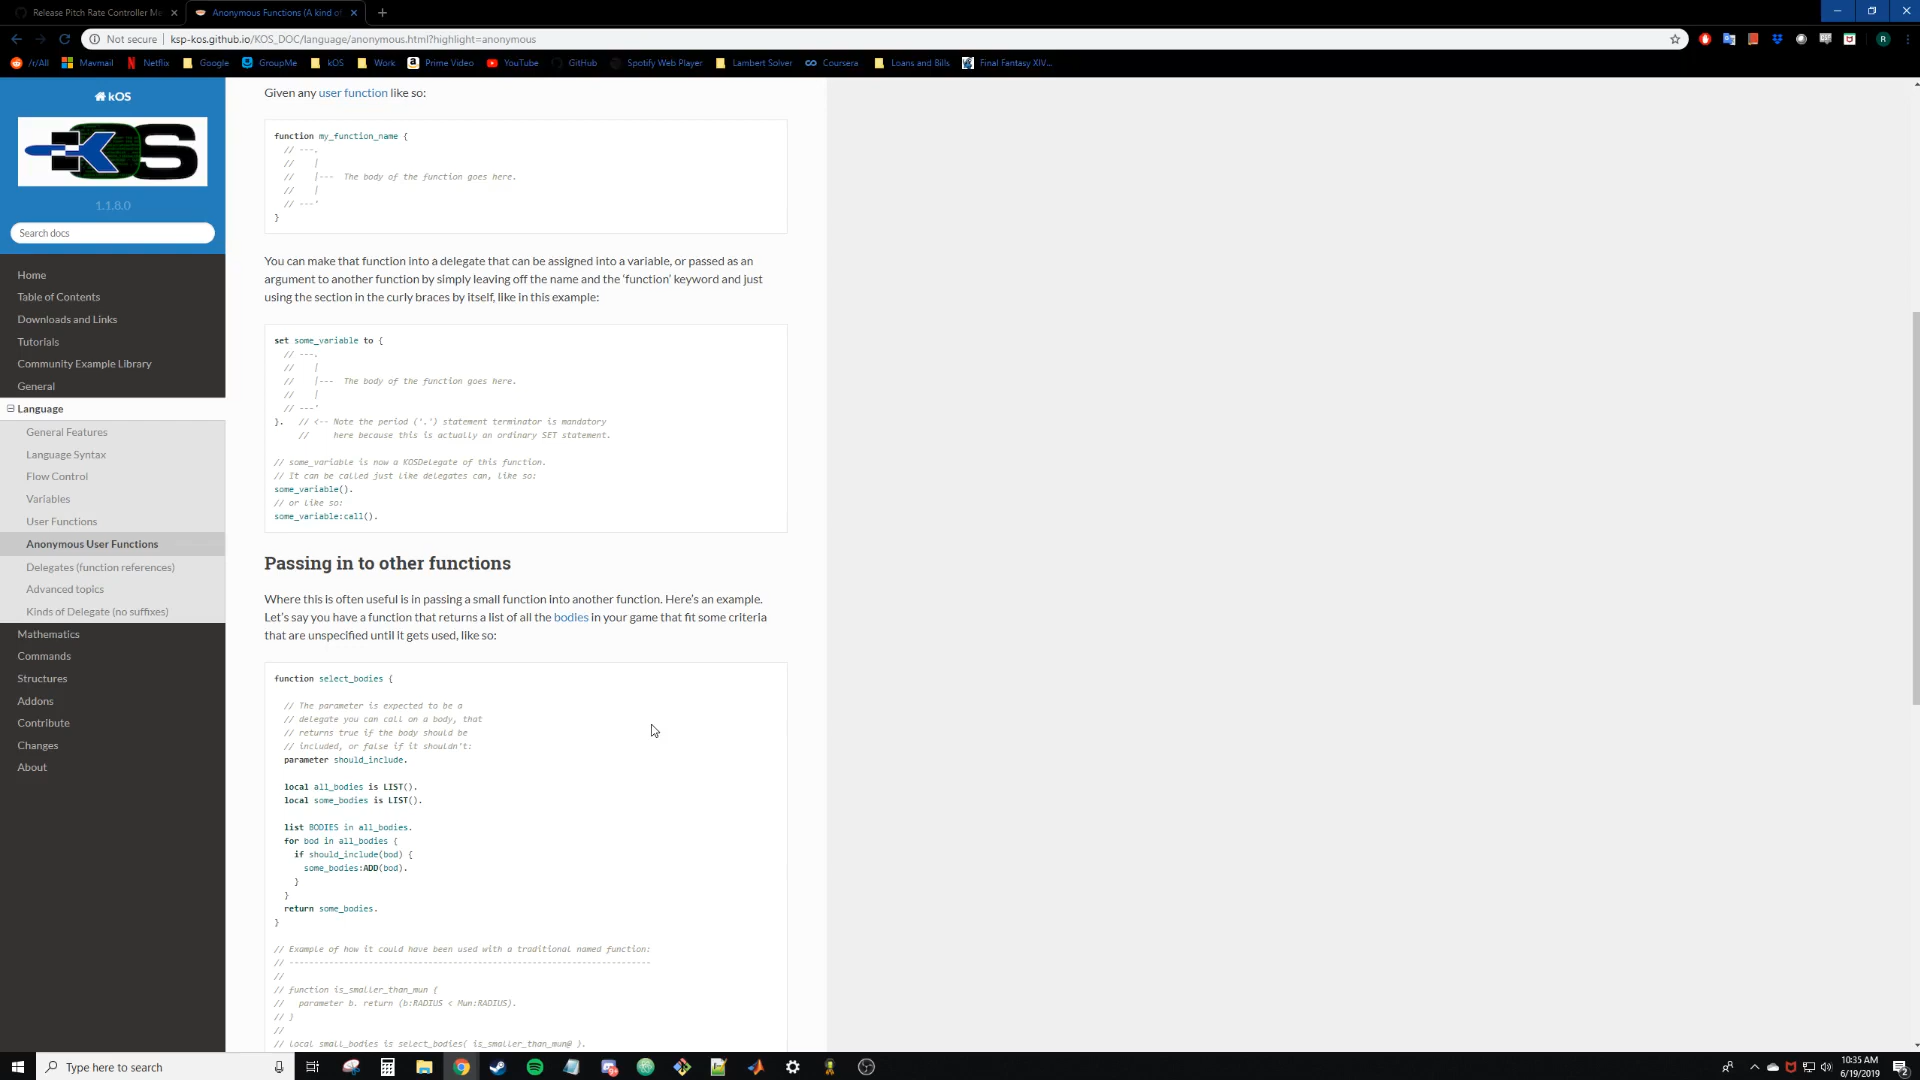 Release Pitch Rate Controller Me
Anonymous Functions (A kind of
Not secure
ksp-kos.github.io/KOS_DOC/language/anonymous.html?highlight=anonymous
R
/r/All
Mavmail
Netflix
Google
GroupMe
kOS
Work
Prime Video
YouTube
GitHub
Spotify Web Player
Lambert Solver
Coursera
Loans and Bills
Final Fantasy XIV...
kOS
KOS
1.1.8.0
Search docs
Home
Table of Contents
Downloads and Links
Tutorials
Community Example Library
General
Language
General Features
Language Syntax
Flow Control
Variables
User Functions
Anonymous User Functions
Delegates (function references)
Advanced topics
Kinds of Delegate (no suffixes)
Mathematics
Commands
Structures
Addons
Contribute
Changes
About
Given any user function like so:
function my_function_name {
// ---.
//    |
//    |---  The body of the function goes here.
//    |
// ---'
}
You can make that function into a delegate that can be assigned into a variable, or passed as an
argument to another function by simply leaving off the name and the ‘function’ keyword and just
using the section in the curly braces by itself, like in this example:
set some_variable to {
// ---.
//    |
//    |---  The body of the function goes here.
//    |
// ---'
}.   // <-- Note the period ('.') statement terminator is mandatory
//     here because this is actually an ordinary SET statement.
// some_variable is now a KOSDelegate of this function.
// It can be called just like delegates can, like so:
some_variable().
// or like so:
some_variable:call().
Passing in to other functions
Where this is often useful is in passing a small function into another function. Here’s an example.
Let’s say you have a function that returns a list of all the bodies in your game that fit some criteria
that are unspecified until it gets used, like so:
function select_bodies {
// The parameter is expected to be a
// delegate you can call on a body, that
// returns true if the body should be
// included, or false if it shouldn't:
parameter should_include.
local all_bodies is LIST().
local some_bodies is LIST().
list BODIES in all_bodies.
for bod in all_bodies {
if should_include(bod) {
some_bodies:ADD(bod).
}
}
return some_bodies.
}
// Example of how it could have been used with a traditional named function:
// -------------------------------------------------------------------------
//
// function is_smaller_than_mun {
//   parameter b. return (b:RADIUS < Mun:RADIUS).
// }
//
// local small_bodies is select_bodies( is_smaller_than_mun@ ).
Type here to search
10:35 AM
6/19/2019
2